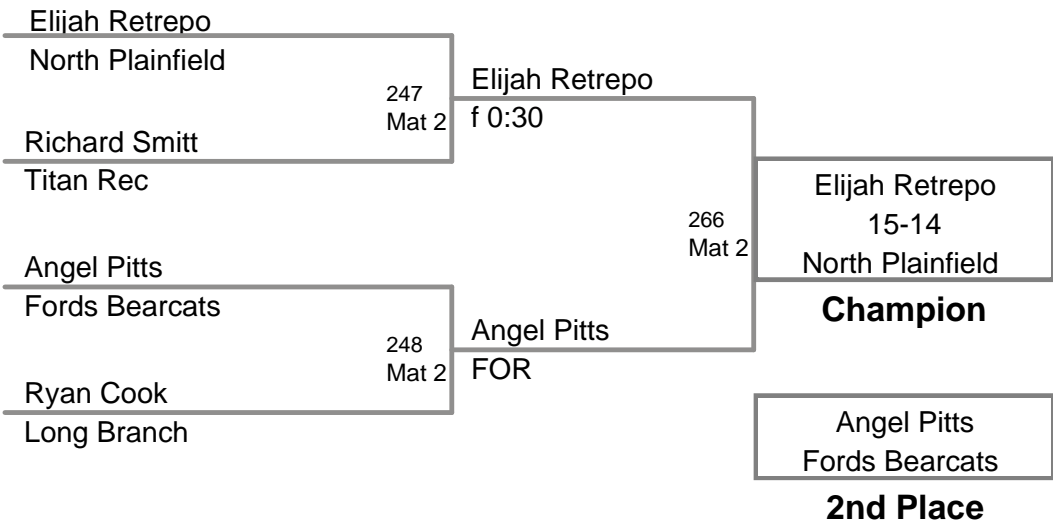 Elijah Retrepo
North Plainfield
247
Mat 2
Richard Smitt
Titan Rec
Elijah Retrepo
f 0:30
Angel Pitts
Fords Bearcats
248
Mat 2
Ryan Cook
Long Branch
Angel Pitts
FOR
266
Mat 2
Elijah Retrepo
15-14
North Plainfield
Champion
Angel Pitts
Fords Bearcats
2nd Place